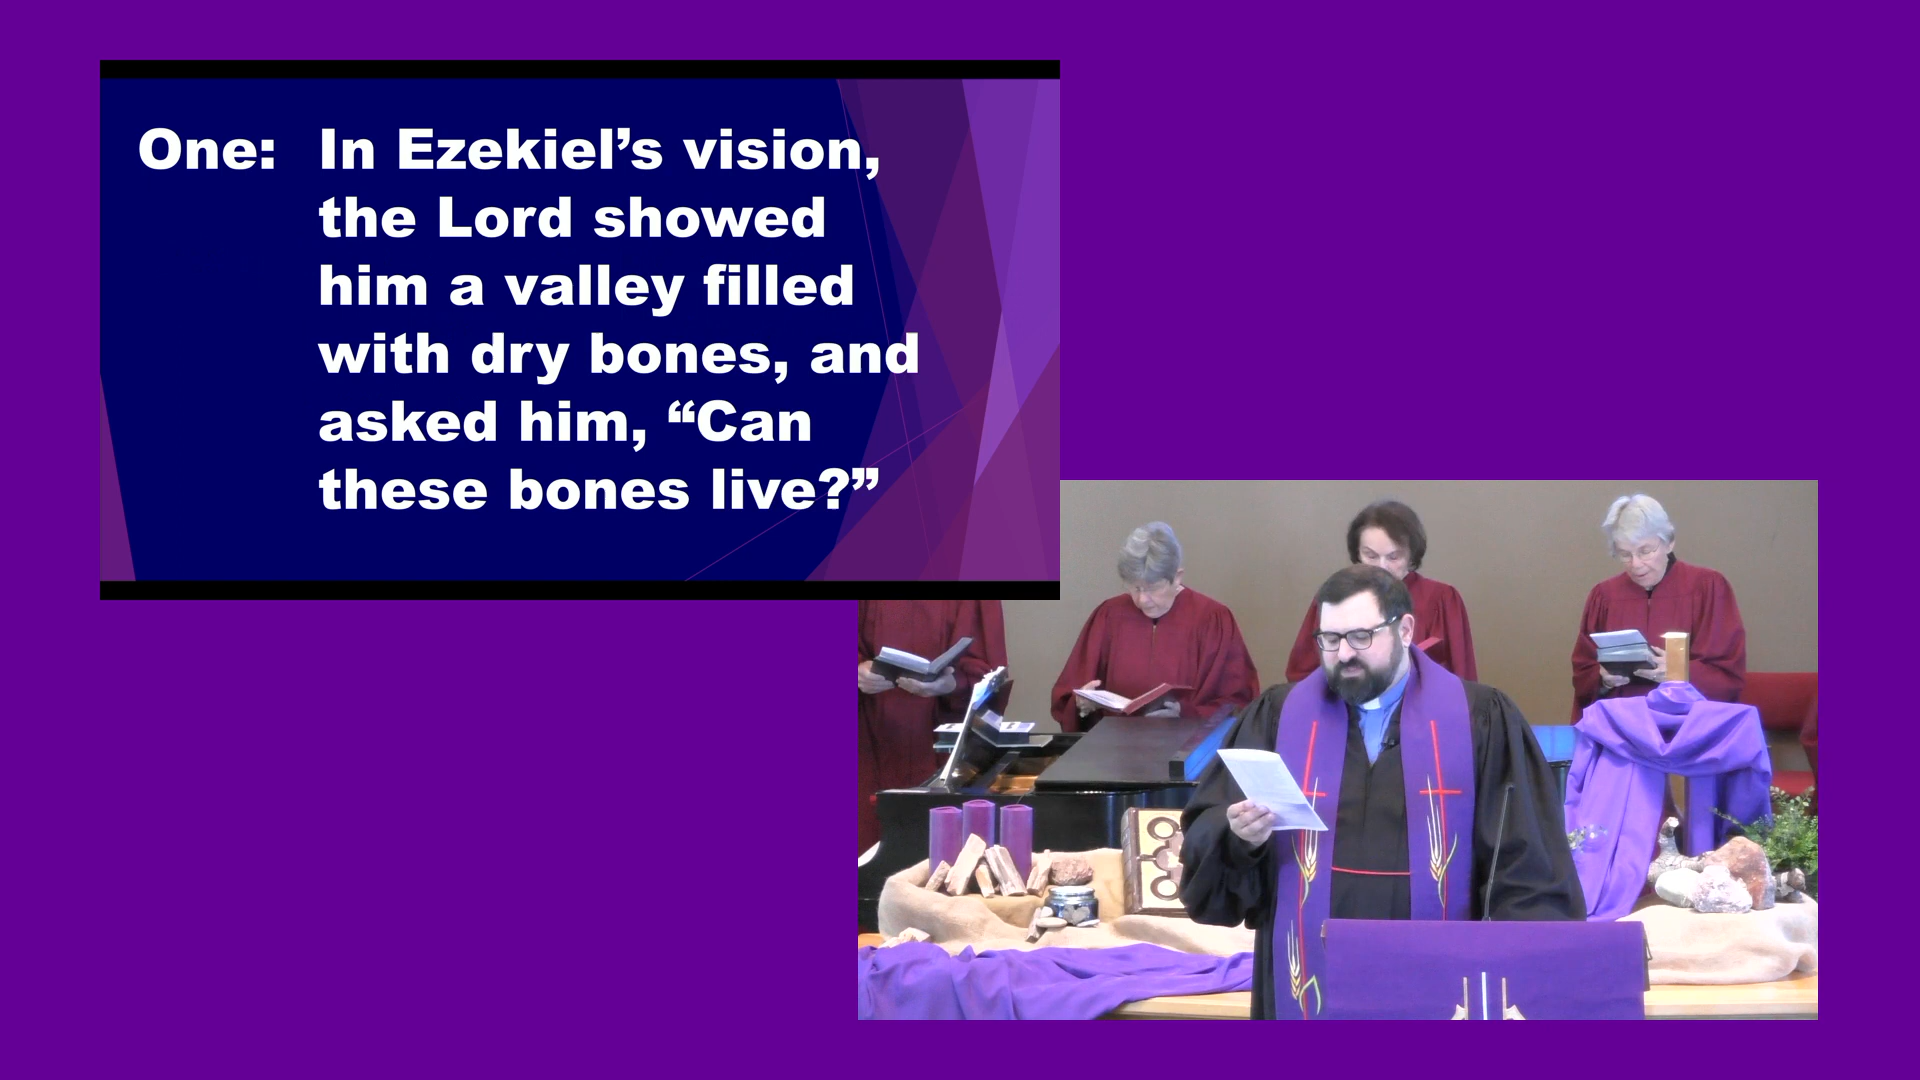 One: In Ezekiel’s vision,
the Lord showed
him a valley filled
with dry bones, and
asked him, “Can
these bones live?”